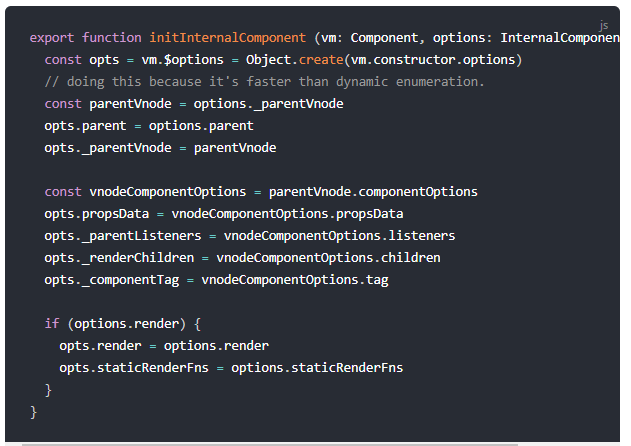 js
export function initInternalComponent (vm: Component, options: InternalComponen
  const opts = vm.$options = Object.create(vm.constructor.options)
  // doing this because it's faster than dynamic enumeration.
  const parentVnode = options._parentVnode
  opts.parent = options.parent
  opts._parentVnode = parentVnode

  const vnodeComponentOptions = parentVnode.componentOptions
  opts.propsData = vnodeComponentOptions.propsData
  opts._parentListeners = vnodeComponentOptions.listeners
  opts._renderChildren = vnodeComponentOptions.children
  opts._componentTag = vnodeComponentOptions.tag

  if (options.render) {
    opts.render = options.render
    opts.staticRenderFns = options.staticRenderFns
  }
}